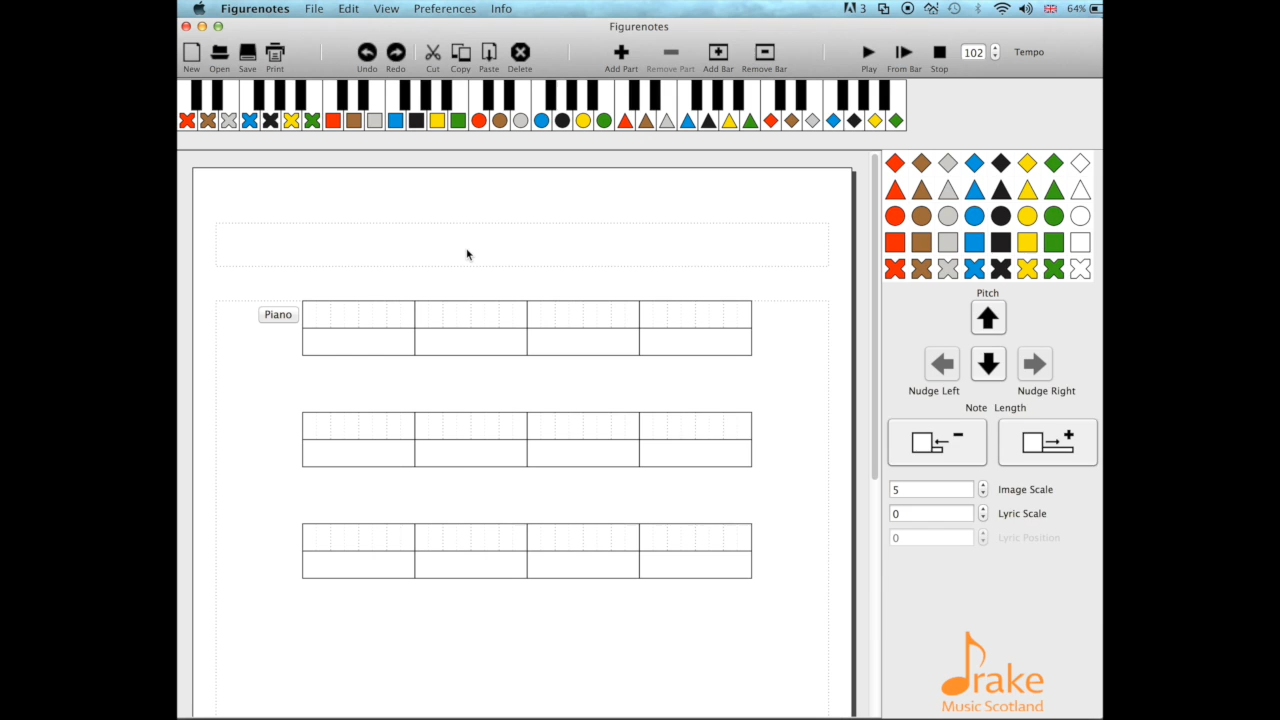 Figurenotes File Edit View Preferences Info 3 64%
Figurenotes
New Open Save Print Undo Redo Cut Copy Paste Delete Add Part Remove Part Add Bar Remove Bar Play From Bar Stop 102 Tempo
Piano
Pitch
Nudge Left Nudge Right
Note Length
5 Image Scale
0 Lyric Scale
0 Lyric Position
Drake
Music Scotland